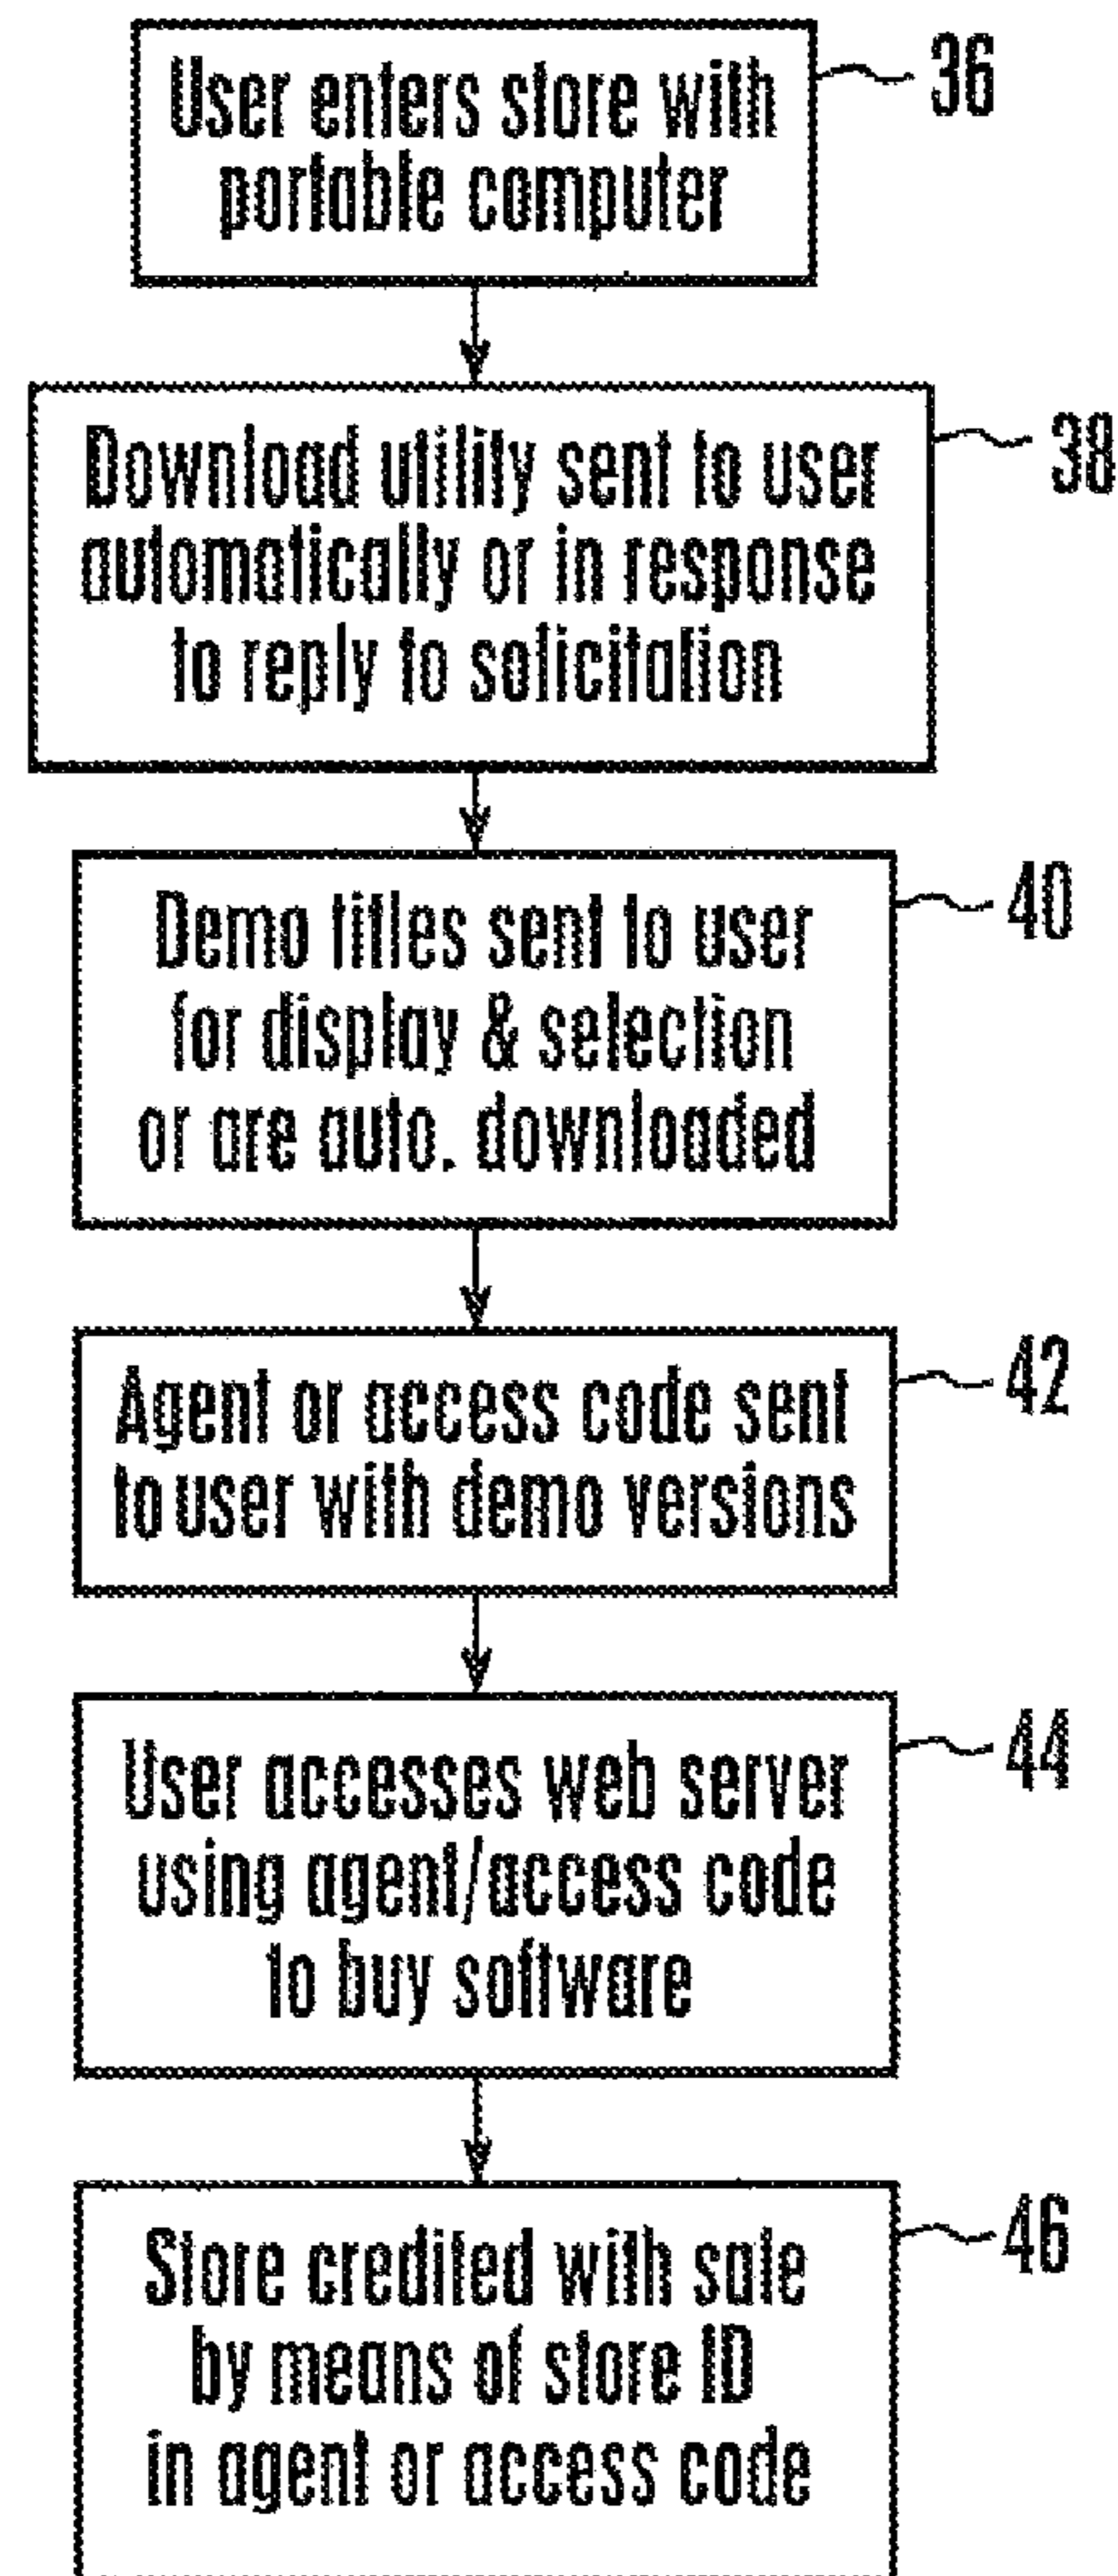 User enters store with
portable computer
36
Download utility sent to user
automatically or in response
to reply to solicitation
38
Demo titles sent to user
for display & selection
or are auto. downloaded
40
Agent or access code sent
to user with demo versions
42
User accesses web server
using agent/access code
to buy software
44
Store credited with sale
by means of store ID
in agent or access code
46